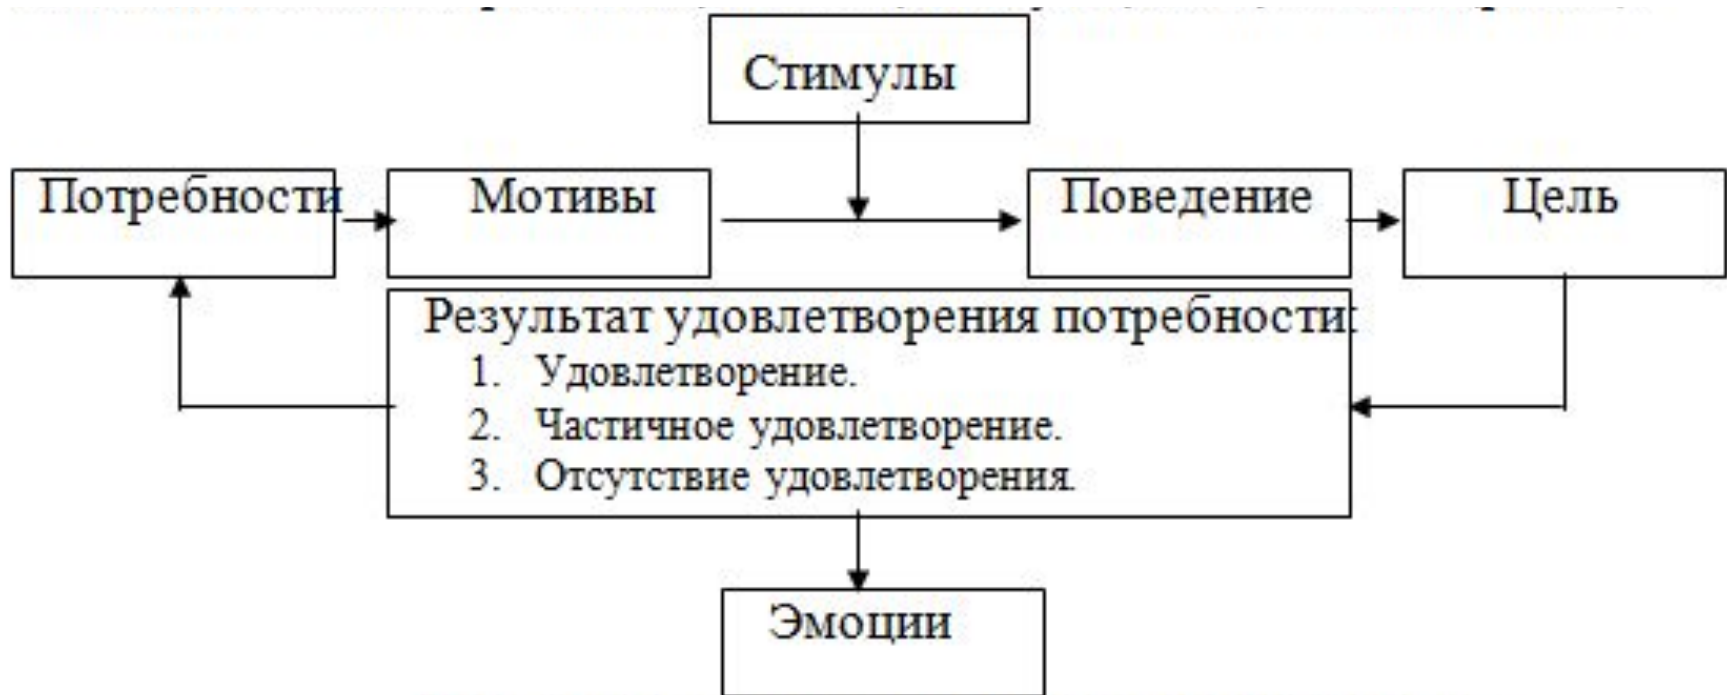 Стимулы
Потребности
Мотивы
Поведение
Цель
Результат удовлетворения потребности:
1. Удовлетворение.
2. Частичное удовлетворение.
3. Отсутствие удовлетворения.
Эмоции